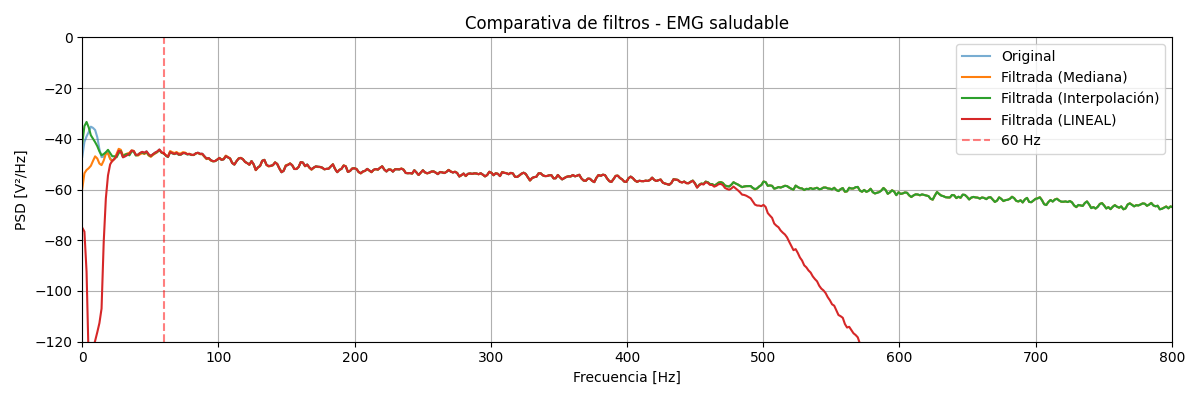 Comparativa de filtros - EMG saludable
PSD [V²/Hz]
0
−20
−40
−60
−80
−100
−120
Original
Filtrada (Mediana)
Filtrada (Interpolación)
Filtrada (LINEAL)
60 Hz
0 100 200 300 400 500 600 700 800
Frecuencia [Hz]